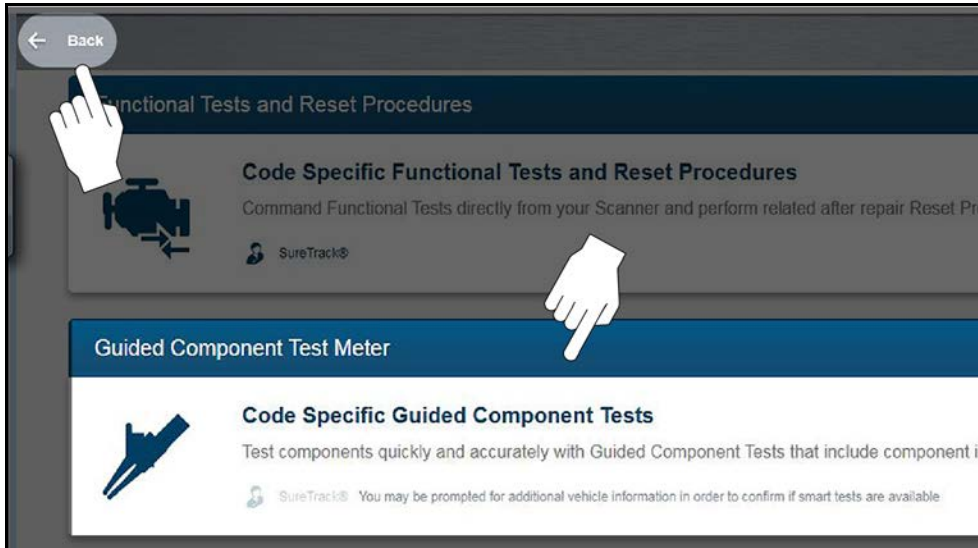 Back
Functional Tests and Reset Procedures
Code Specific Functional Tests and Reset Procedures
Command Functional Tests directly from your Scanner and perform related after repair Reset
SureTrack®
Guided Component Test Meter
Code Specific Guided Component Tests
Test components quickly and accurately with Guided Component Tests that include component
SureTrack® You may be prompted for additional vehicle information in order to confirm if smart tests are available